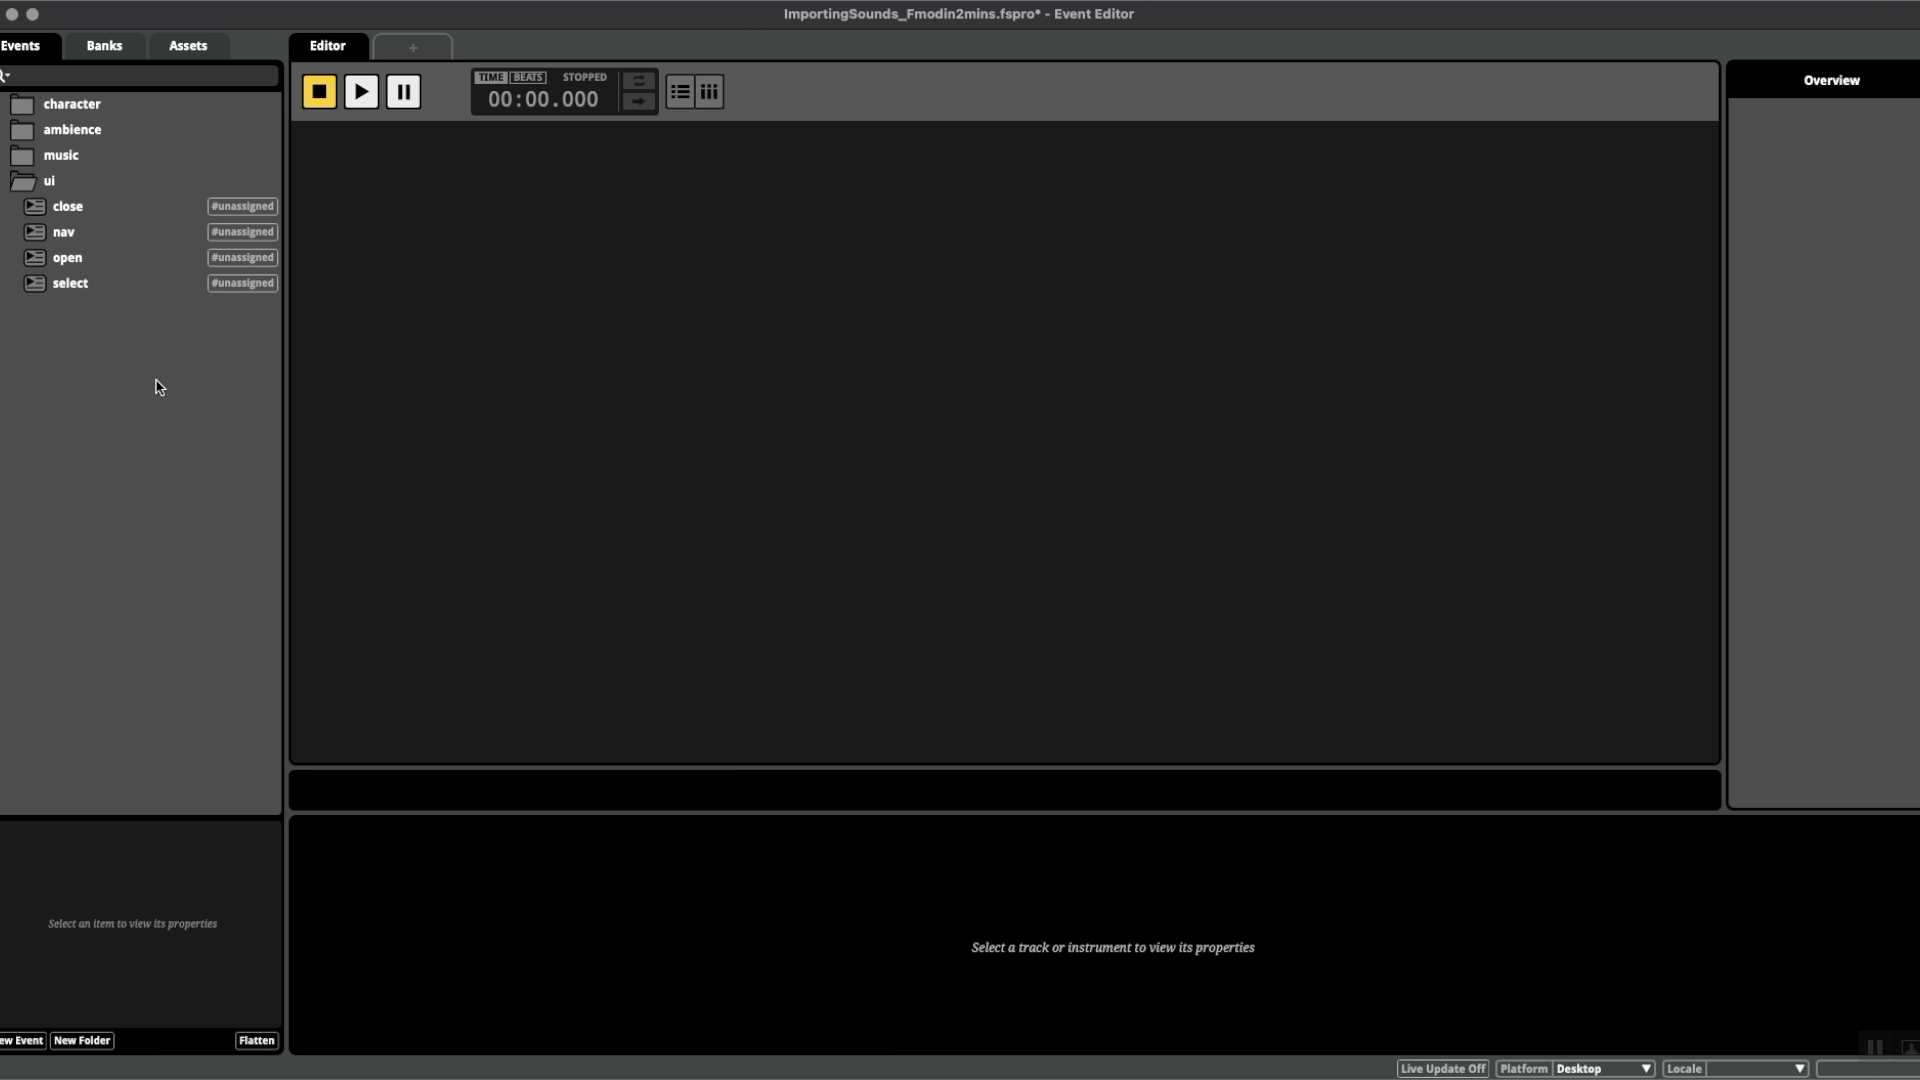 ImportingSounds_Fmodin2mins.fspro* - Event Editor
Events Banks Assets
Editor +
TIME BEATS STOPPED
00:00.000
Overview
character
ambience
music
ui
close #unassigned
nav #unassigned
open #unassigned
select #unassigned
Select an item to view its properties
Select a track or instrument to view its properties
ew Event New Folder Flatten
Live Update Off Platform Desktop Locale